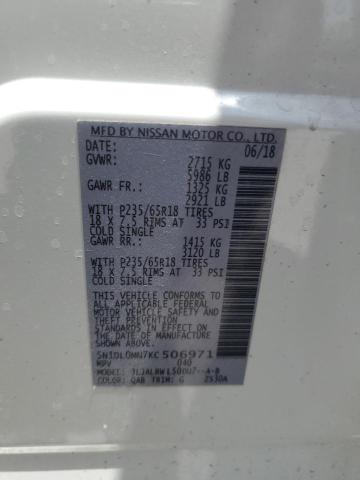 MFD BY NISSAN MOTOR CO., LTD.
DATE: 06/18
GVWR: 2715 KG
5986 LB
GAWR FR.: 1325 KG
2921 LB
WITH P235/65R18 TIRES
18 X 7.5 RIMS AT 33 PSI
COLD SINGLE
GAWR RR.: 1415 KG
3120 LB
WITH P235/65R18 TIRES
18 X 7.5 RIMS AT 33 PSI
COLD SINGLE
THIS VEHICLE CONFORMS TO ALL APPLICABLE FEDERAL
MOTOR VEHICLE SAFETY AND
THEFT PREVENTION STANDARDS
IN EFFECT ON THE DATE OF
MANUFACTURE SHOWN ABOVE.
5N1DL0MN7KC506971
MPV 040
MODEL:
COLOR: QAB TRIM: G 2530A